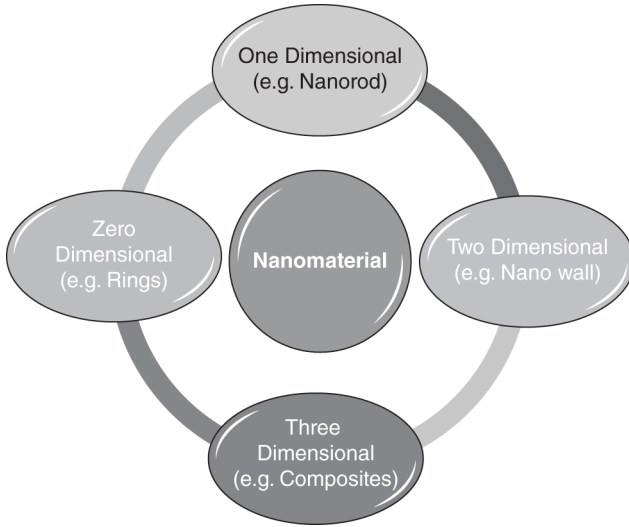 One Dimensional
(e.g. Nanorod)
Zero
Dimensional
(e.g. Rings)
Nanomaterial
Two Dimensional
(e.g. Nano wall)
Three
Dimensional
(e.g. Composites)